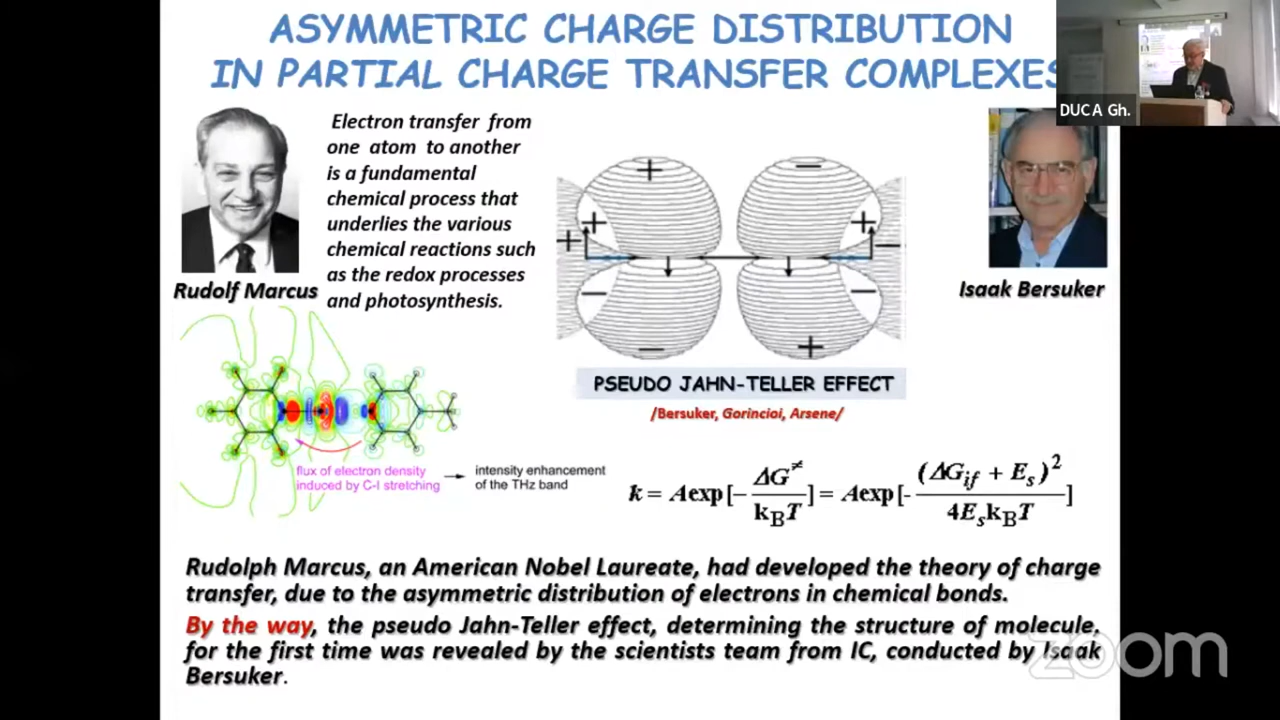 ASYMMETRIC CHARGE DISTRIBUTION
IN PARTIAL CHARGE TRANSFER COMPLEXES
DUCA Gh.
Electron transfer from
one atom to another
is a fundamental
chemical process that
underlies the various
chemical reactions such
as the redox processes
and photosynthesis.
Rudolf Marcus
+ −
+ +
+ −
− −
− +
Isaak Bersuker
PSEUDO JAHN-TELLER EFFECT
/Bersuker, Gorincioi, Arsene/
flux of electron density
induced by C-I stretching
intensity enhancement
of the THz band
k = Aexp[-ΔG≠/kBT] = Aexp[-(ΔGif + Es)²/4EskBT]
Rudolph Marcus, an American Nobel Laureate, had developed the theory of charge
transfer, due to the asymmetric distribution of electrons in chemical bonds.
By the way, the pseudo Jahn-Teller effect, determining the structure of molecule,
for the first time was revealed by the scientists team from IC, conducted by Isaak
Bersuker.
zoom